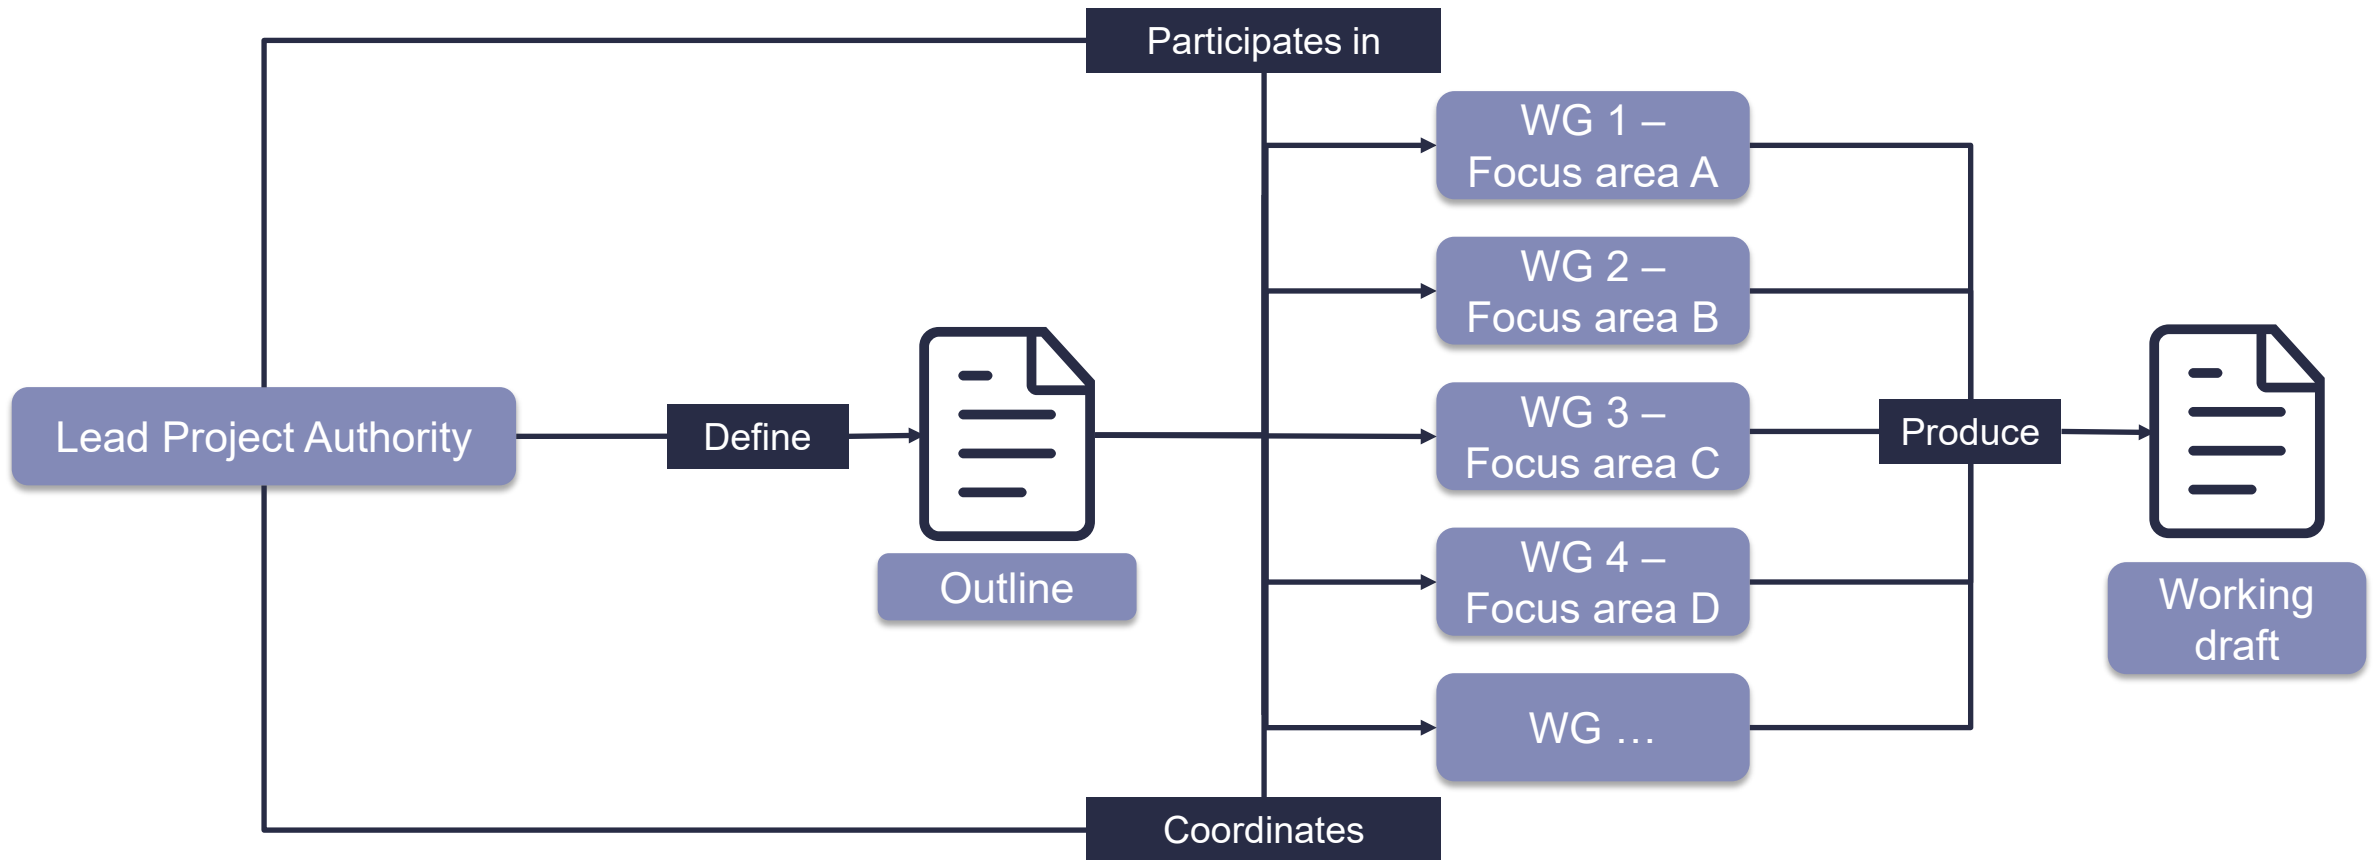 Participates in
WG 1 –
Focus area A
WG 2 –
Focus area B
Lead Project Authority
Define
WG 3 –
Focus area C
Produce
Outline
WG 4 –
Focus area D
Working
draft
WG …
Coordinates